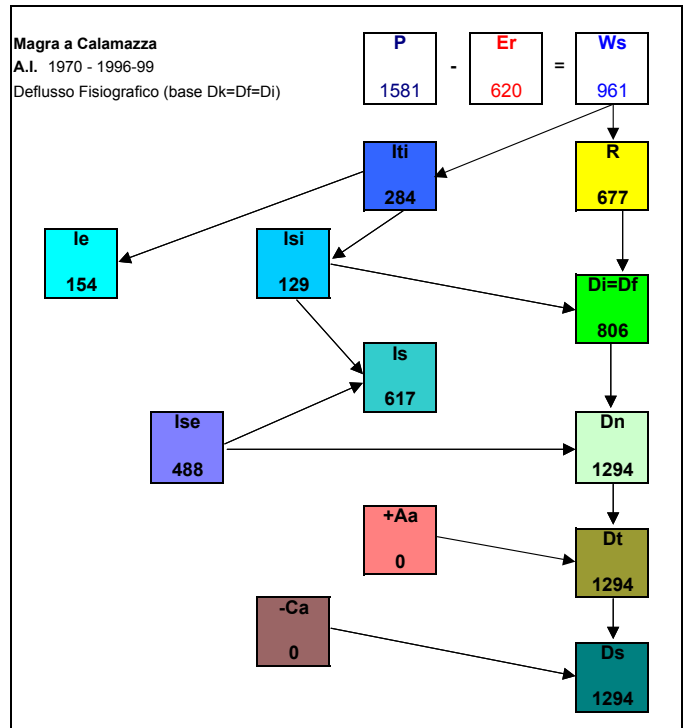 Magra a Calamazza
A.I. 1970 - 1996-99
Deflusso Fisiografico (base Dk=Df=Di)
P - Er = Ws
1581 620 961
Iti R
284 677
Ie Isi Di=Df
154 129 806
Is
617
Ise Dn
488 1294
+Aa Dt
0 1294
-Ca Ds
0 1294